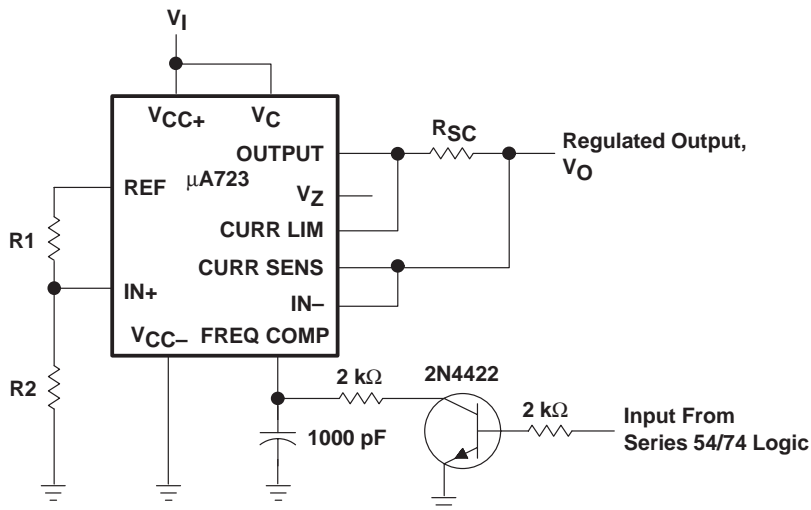 VI
VCC+
VC
OUTPUT
RSC
Regulated Output,
VO
REF
μA723
VZ
CURR LIM
R1
CURR SENS
IN+
IN–
VCC–
FREQ COMP
R2
2 kΩ
2N4422
2 kΩ
Input From
Series 54/74 Logic
1000 pF